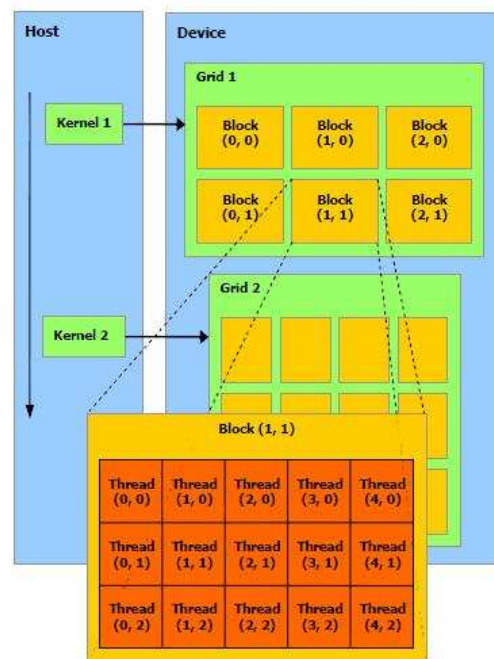 Host
Device
Grid 1
Kernel 1
Block
(0, 0)
Block
(1, 0)
Block
(2, 0)
Block
(0, 1)
Block
(1, 1)
Block
(2, 1)
Grid 2
Kernel 2
Block (1, 1)
Thread
(0, 0)
Thread
(1, 0)
Thread
(2, 0)
Thread
(3, 0)
Thread
(4, 0)
Thread
(0, 1)
Thread
(1, 1)
Thread
(2, 1)
Thread
(3, 1)
Thread
(4, 1)
Thread
(0, 2)
Thread
(1, 2)
Thread
(2, 2)
Thread
(3, 2)
Thread
(4, 2)